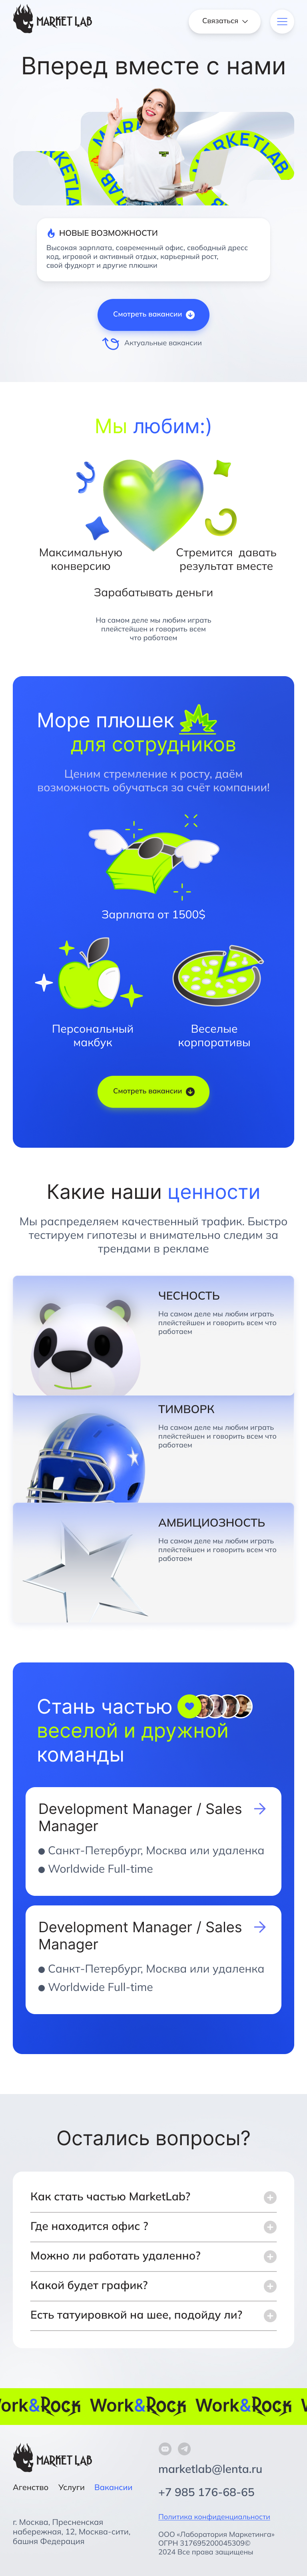 MARKET LAB
Связаться
Вперед вместе с нами
НОВЫЕ ВОЗМОЖНОСТИ
Высокая зарплата, современный офис, свободный дресс
код, игровой и активный отдых, карьерный рост,
свой фудкорт и другие плюшки
Смотреть вакансии
Актуальные вакансии
Мы любим:)
Максимальную
конверсию
Стремится давать
результат вместе
Зарабатывать деньги
На самом деле мы любим играть
плейстейшен и говорить всем
что работаем
Море плюшек
для сотрудников
Ценим стремление к росту, даём
возможность обучаться за счёт компании!
Зарплата от 1500$
Персональный
макбук
Веселые
корпоративы
Смотреть вакансии
Какие наши ценности
Мы распределяем качественный трафик. Быстро
тестируем гипотезы и внимательно следим за
трендами в рекламе
ЧЕСНОСТЬ
На самом деле мы любим играть
плейстейшен и говорить всем что
работаем
ТИМВОРК
На самом деле мы любим играть
плейстейшен и говорить всем что
работаем
АМБИЦИОЗНОСТЬ
На самом деле мы любим играть
плейстейшен и говорить всем что
работаем
Стань частью
веселой и дружной
команды
Development Manager / Sales
Manager
Санкт-Петербург, Москва или удаленка
Worldwide Full-time
Development Manager / Sales
Manager
Санкт-Петербург, Москва или удаленка
Worldwide Full-time
Остались вопросы?
Как стать частью MarketLab?
Где находится офис ?
Можно ли работать удаленно?
Какой будет график?
Есть татуировкой на шее, подойду ли?
Work&Rock Work&Rock Work&Rock
MARKET LAB
Агенство Услуги Вакансии
г. Москва, Пресненская
набережная, 12, Москва-сити,
башня Федерация
marketlab@lenta.ru
+7 985 176-68-65
Политика конфиденциальности
ООО «Лаборатория Маркетинга»
ОГРН 317695200045309©
2024 Все права защищены